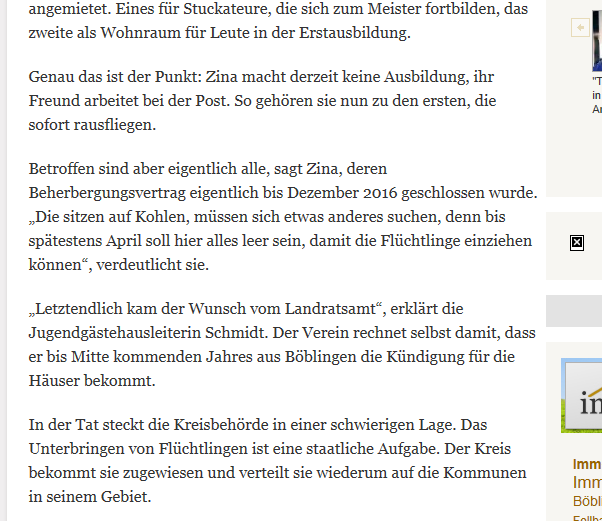 angemietet. Eines für Stuckateure, die sich zum Meister fortbilden, das
zweite als Wohnraum für Leute in der Erstausbildung.
Genau das ist der Punkt: Zina macht derzeit keine Ausbildung, ihr
Freund arbeitet bei der Post. So gehören sie nun zu den ersten, die
sofort rausfliegen.
Betroffen sind aber eigentlich alle, sagt Zina, deren
Beherbergungsvertrag eigentlich bis Dezember 2016 geschlossen wurde.
„Die sitzen auf Kohlen, müssen sich etwas anderes suchen, denn bis
spätestens April soll hier alles leer sein, damit die Flüchtlinge einziehen
können“, verdeutlicht sie.
„Letztendlich kam der Wunsch vom Landratsamt“, erklärt die
Jugendgästehausleiterin Schmidt. Der Verein rechnet selbst damit, dass
er bis Mitte kommenden Jahres aus Böblingen die Kündigung für die
Häuser bekommt.
In der Tat steckt die Kreisbehörde in einer schwierigen Lage. Das
Unterbringen von Flüchtlingen ist eine staatliche Aufgabe. Der Kreis
bekommt sie zugewiesen und verteilt sie wiederum auf die Kommunen
in seinem Gebiet.
"T
in
Ar
im
Imm
Imm
Böbli